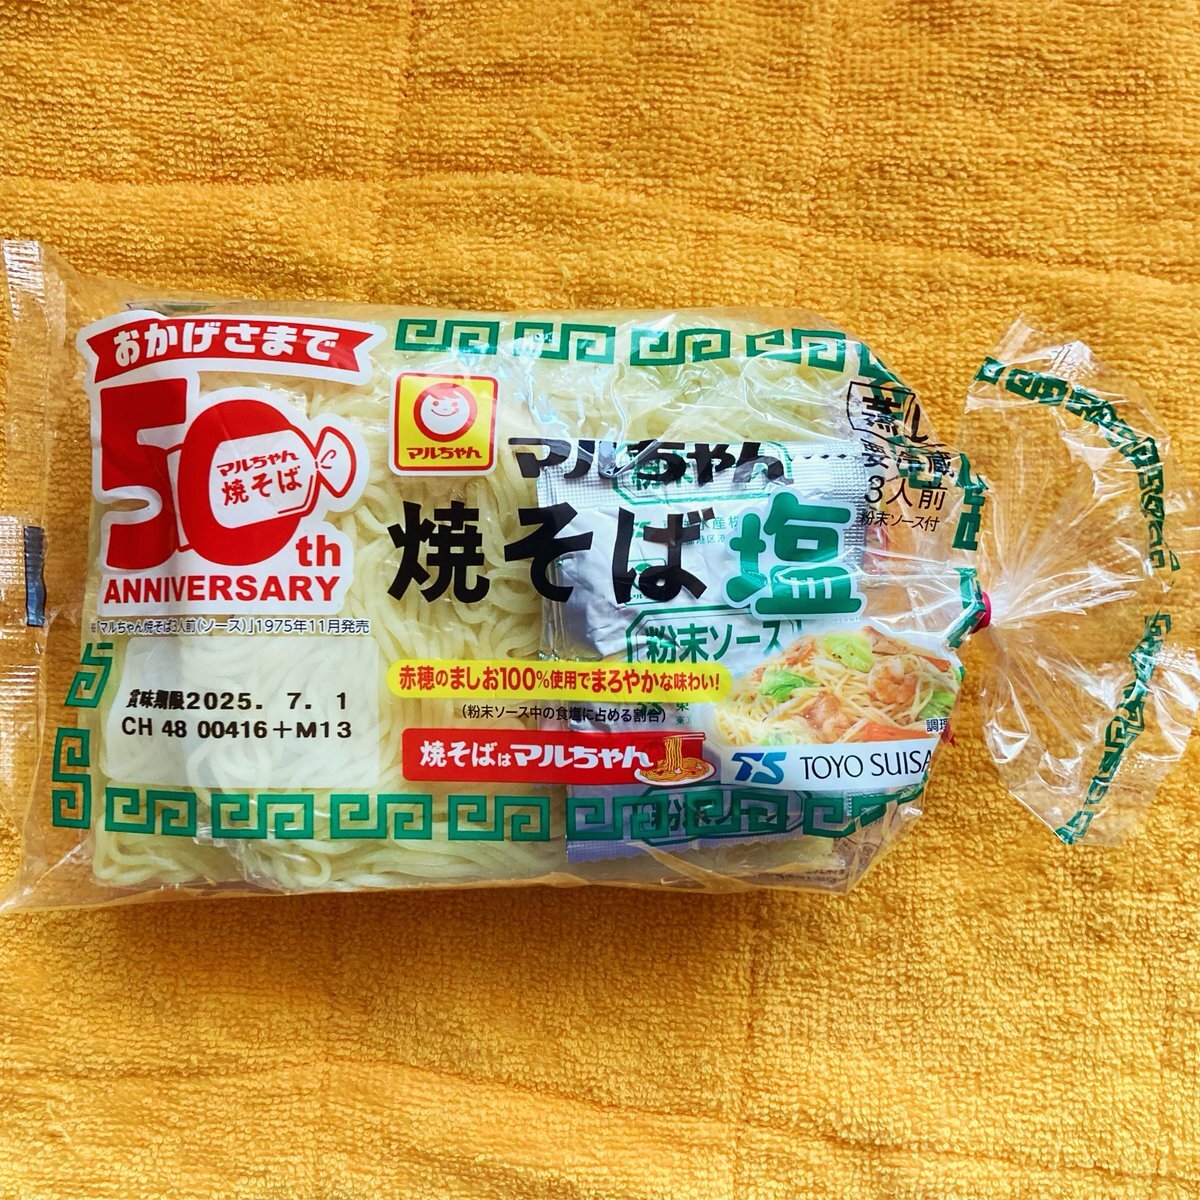 おかげさまで
50th
マルちゃん
焼そば
ANNIVERSARY
※「マルちゃん焼そば3人前(ソース)」1975年11月発売
賞味期限2025. 7. 1
CH 48 00416+M13
マルちゃん
マルちゃん
焼そば塩
蒸し
要冷蔵
3人前
粉末ソース付
粉末ソース
赤穂のましお100%使用でまろやかな味わい!
(粉末ソース中の食塩に占める割合)
焼そばはマルちゃん
調理
TS TOYO SUISA